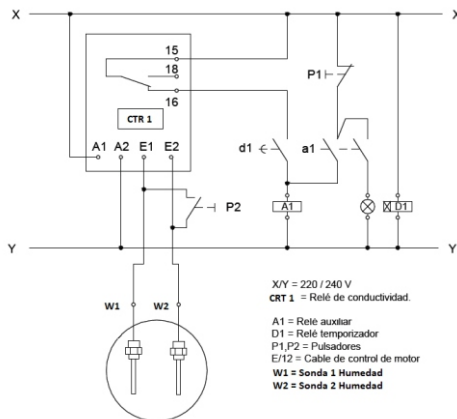 X
X
15
18
16
CTR 1
A1 A2 E1 E2
P1
d1
a1
P2
A1
D1
Y
Y
W1
W2
X/Y = 220 / 240 V
CRT 1 = Relé de conductividad.
A1 = Relé auxiliar
D1 = Relé temporizador
P1,P2 = Pulsadores
E/12 = Cable de control de motor
W1 = Sonda 1 Humedad
W2 = Sonda 2 Humedad